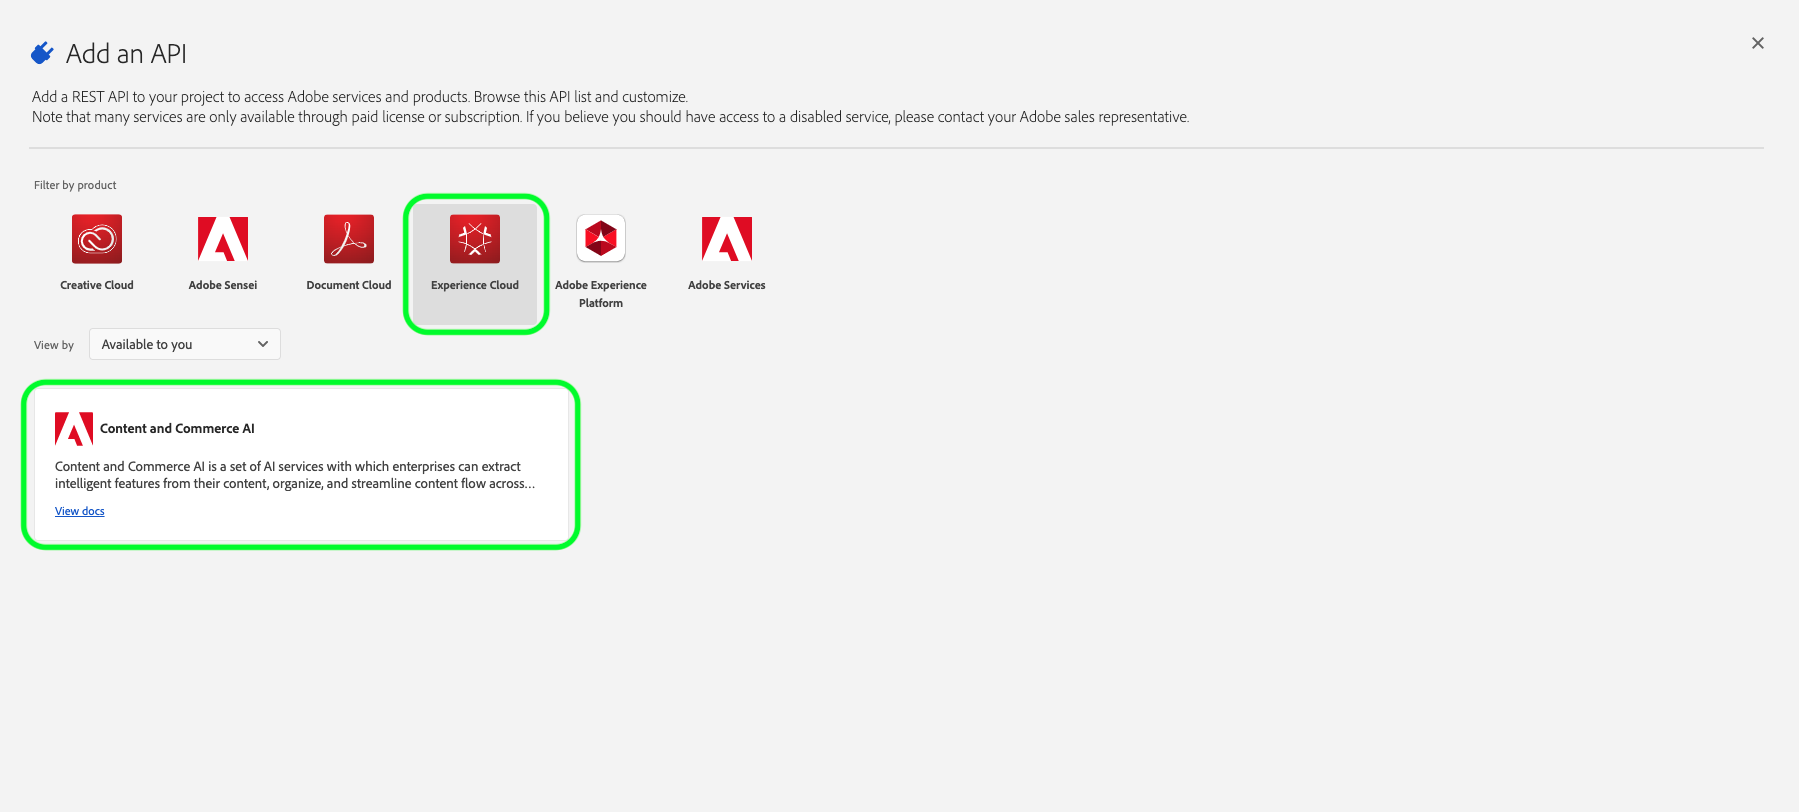 Add an API
Add a REST API to your project to access Adobe services and products. Browse this API list and customize.
Note that many services are only available through paid license or subscription. If you believe you should have access to a disabled service, please contact your Adobe sales representative.
Filter by product
Creative Cloud
Adobe Sensei
Document Cloud
Experience Cloud
Adobe Experience
Platform
Adobe Services
View by
Available to you
Content and Commerce AI
Content and Commerce AI is a set of AI services with which enterprises can extract
intelligent features from their content, organize, and streamline content flow across...
View docs